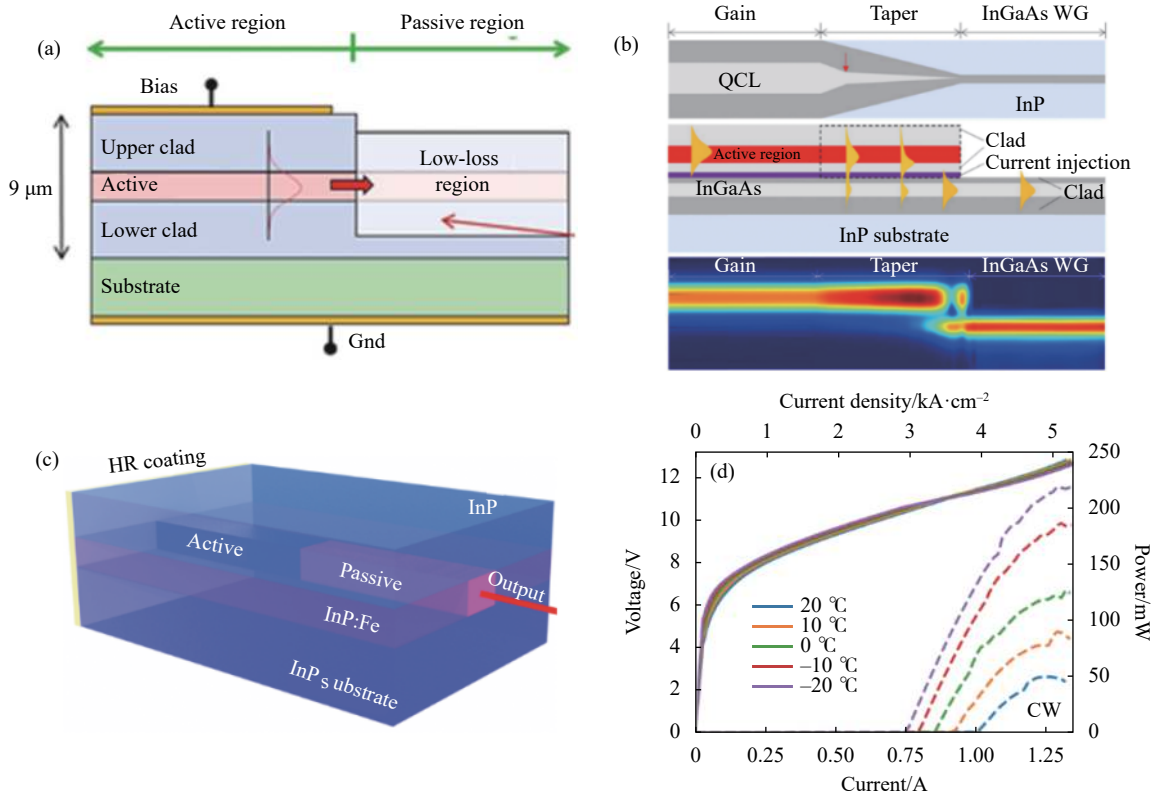 (a)
Active region
Passive region
Bias
Upper clad
Active
Lower clad
Substrate
9 μm
Low-loss
region
Gnd
(b)
Gain
Taper
InGaAs WG
QCL
InP
Active region
Clad
Current injection
InGaAs
Clad
InP substrate
Gain
Taper
InGaAs WG
(c)
HR coating
InP
Active
Passive
Output
InP:Fe
InP s ubstrate
Current density/kA·cm–2
0 1 2 3 4 5
(d)
Voltage/V
12
10
8
6
4
2
0
20 ℃
10 ℃
0 ℃
–10 ℃
–20 ℃
CW
250
200
150
100
50
0
Power/mW
0 0.25 0.50 0.75 1.00 1.25
Current/A